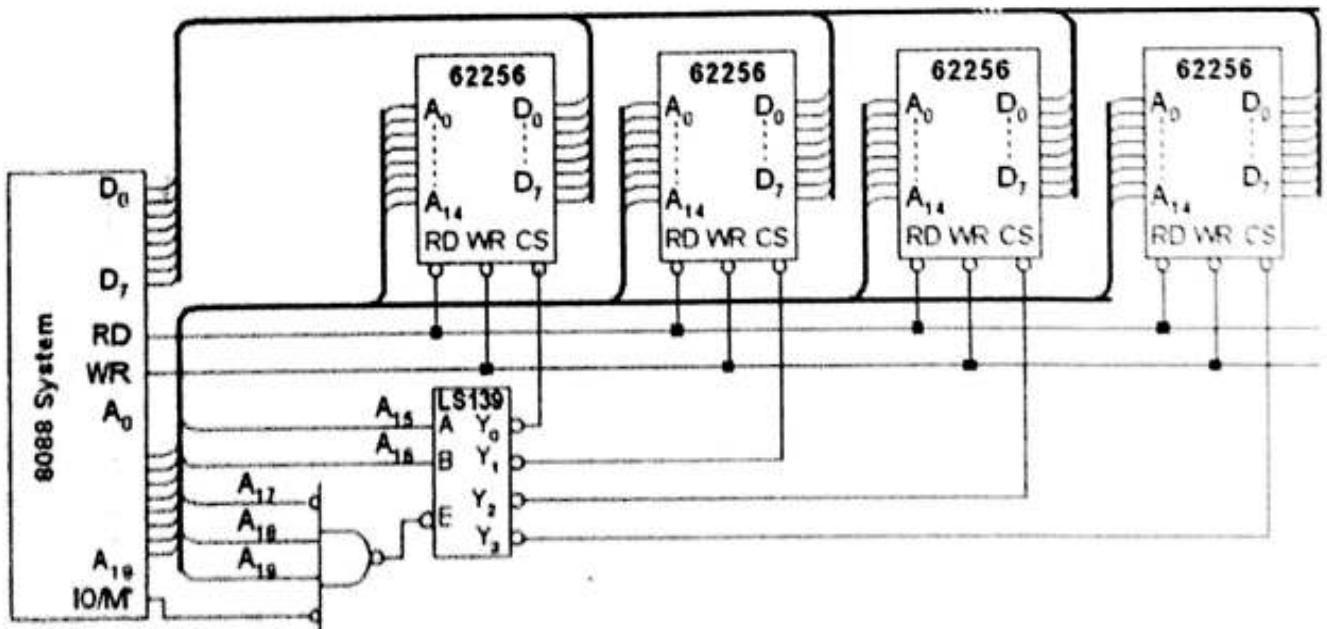 62256 62256 62256 62256
A0 D0 A0 D0 A0 D0 A0 D0
D7 D7 D7 D7
A14 A14 A14 A14
RD WR CS RD WR CS RD WR CS RD WR CS
8088 System
D0
D7
RD
WR
A0
A19
IO/M
LS139
A15 A Y0
A16 B Y1
A17
E Y2
A18
Y3
A19